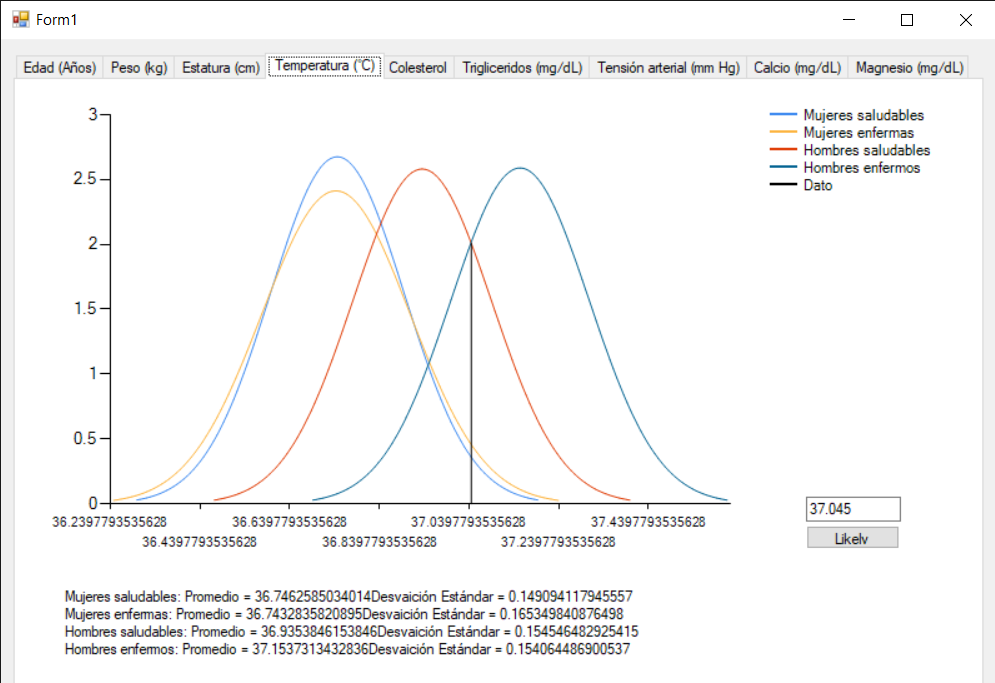 Form1
Edad (Años) Peso (kg) Estatura (cm) Temperatura (°C) Colesterol Trigliceridos (mg/dL) Tensión arterial (mm Hg) Calcio (mg/dL) Magnesio (mg/dL)
Mujeres saludables
Mujeres enfermas
Hombres saludables
Hombres enfermos
Dato
3
2.5
2
1.5
1
0.5
0
36.2397793535628 36.6397793535628 37.0397793535628 37.4397793535628
36.4397793535628 36.8397793535628 37.2397793535628
37.045
Likelv
Mujeres saludables: Promedio = 36.7462585034014Desvaición Estándar = 0.149094117945557
Mujeres enfermas: Promedio = 36.7432835820895Desvaición Estándar = 0.165349840876498
Hombres saludables: Promedio = 36.9353846153846Desvaición Estándar = 0.154546482925415
Hombres enfermos: Promedio = 37.1537313432836Desvaición Estándar = 0.154064486900537